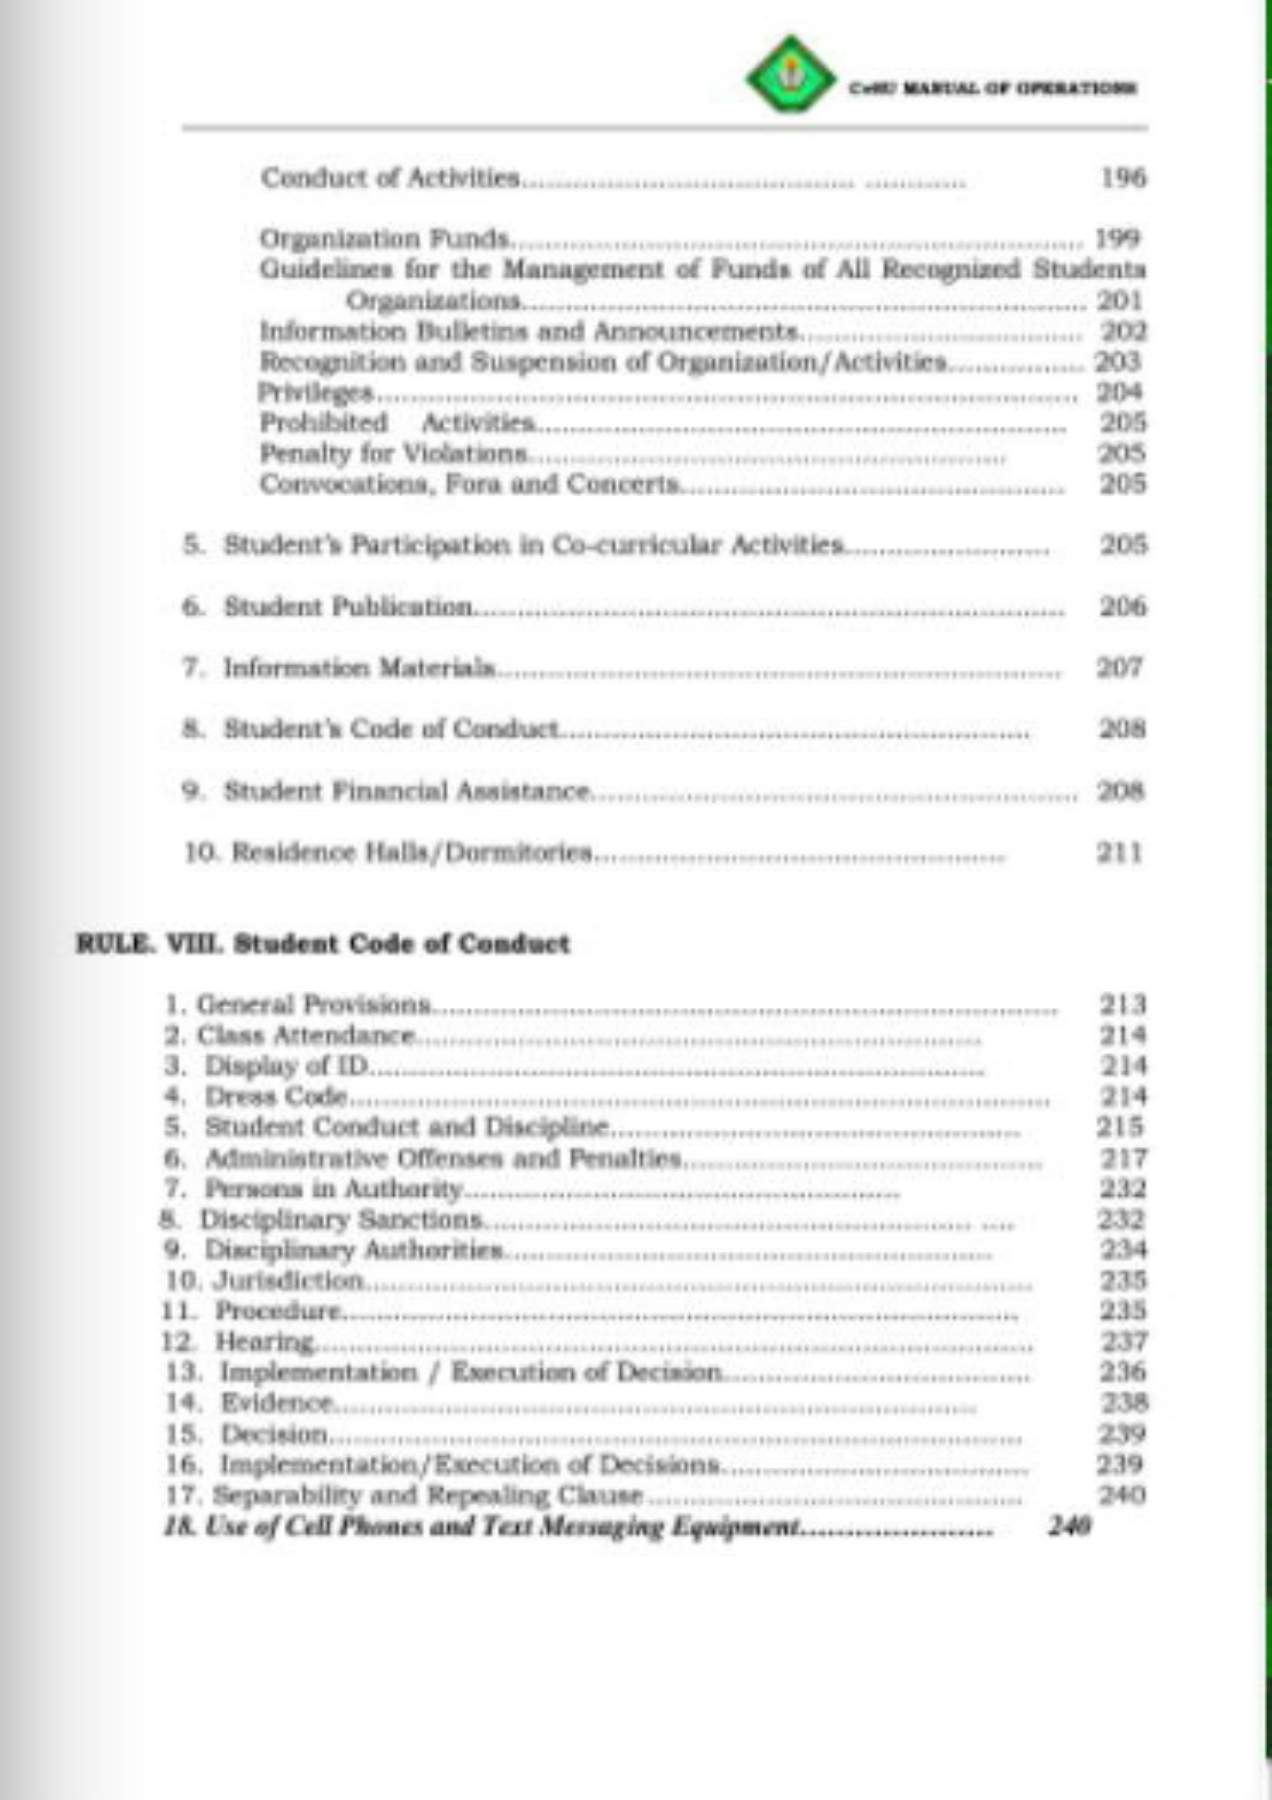 CvSU MANUAL OF OPERATIONS
Conduct of Activities.................................................. 196
Organization Funds.................................................. 199
Guidelines for the Management of Funds of All Recognized Students
Organizations.................................................. 201
Information Bulletins and Announcements.................................. 202
Recognition and Suspension of Organization/Activities................ 203
Privileges.................................................. 204
Prohibited Activities.................................................. 205
Penalty for Violations.................................................. 205
Convocations, Fora and Concerts.................................................. 205
5. Student's Participation in Co-curricular Activities......................... 205
6. Student Publication.................................................. 206
7. Information Materials.................................................. 207
8. Student's Code of Conduct.................................................. 208
9. Student Financial Assistance.................................................. 208
10. Residence Halls/Dormitories.................................................. 211
RULE. VIII. Student Code of Conduct
1. General Provisions.................................................. 213
2. Class Attendance.................................................. 214
3. Display of ID.................................................. 214
4. Dress Code.................................................. 214
5. Student Conduct and Discipline.................................................. 215
6. Administrative Offenses and Penalties............................................ 217
7. Persons in Authority.................................................. 232
8. Disciplinary Sanctions.................................................. 232
9. Disciplinary Authorities.................................................. 234
10. Jurisdiction.................................................. 235
11. Procedure.................................................. 235
12. Hearing.................................................. 237
13. Implementation / Execution of Decision..................................... 236
14. Evidence.................................................. 238
15. Decision.................................................. 239
16. Implementation/Execution of Decisions..................................... 239
17. Separability and Repealing Clause.............................................. 240
18. Use of Cell Phones and Text Messaging Equipment....................... 240